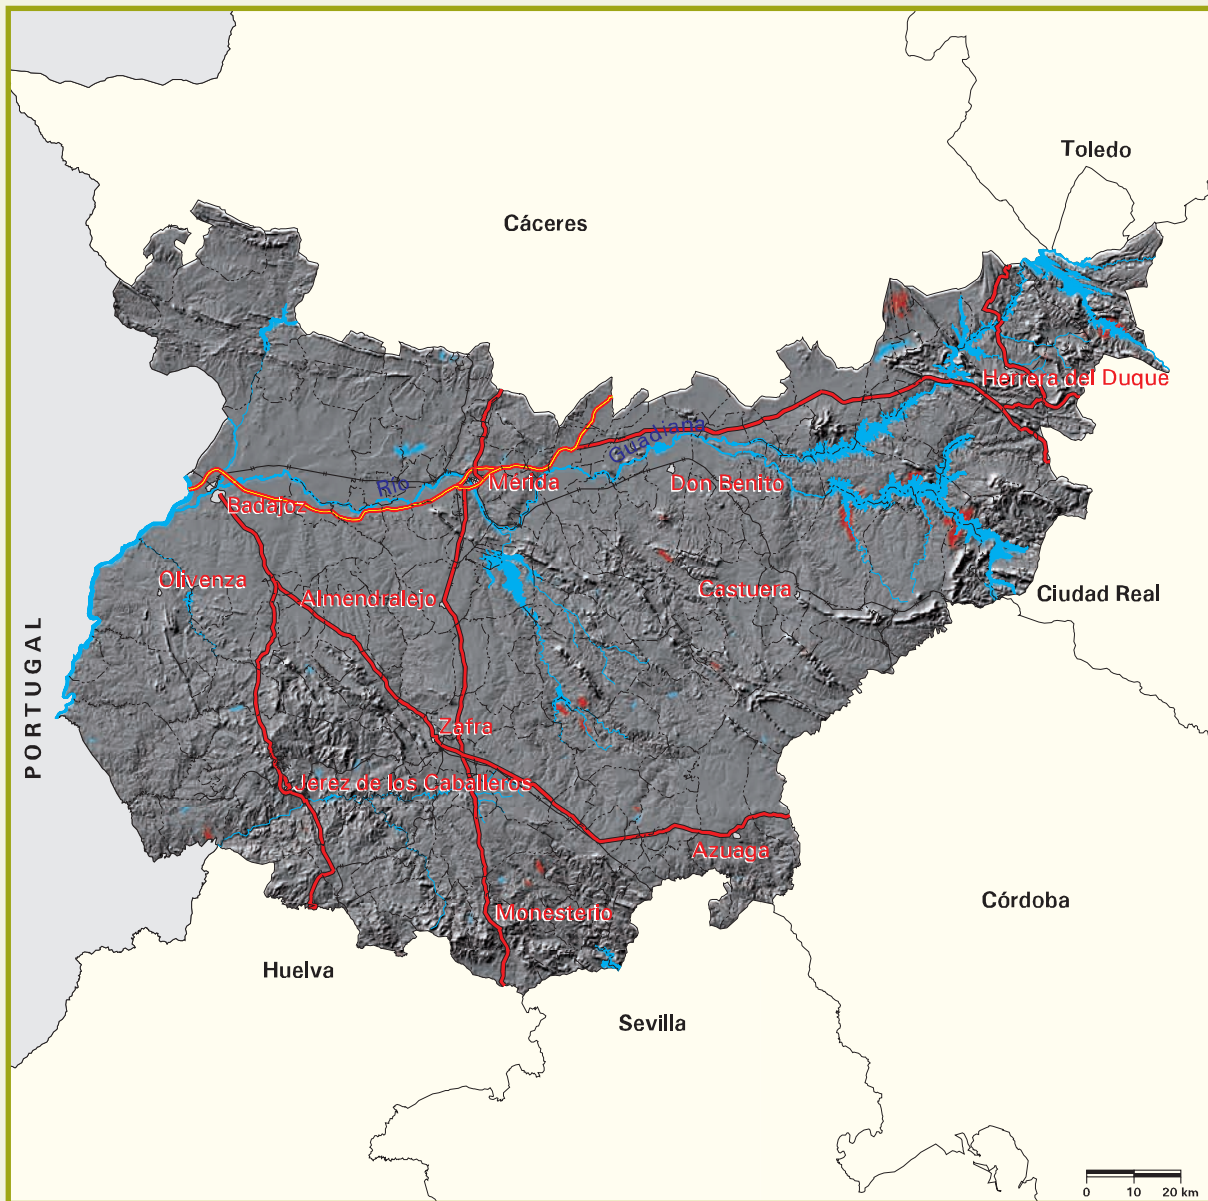 Toledo
Cáceres
Herrera del Duque
Guadiana
Río
Mérida
Don Benito
Badajoz
Olivenza
Almendralejo
Castuera
Ciudad Real
PORTUGAL
Zafra
Jerez de los Caballeros
Azuaga
Monesterio
Córdoba
Huelva
Sevilla
0 10 20 km